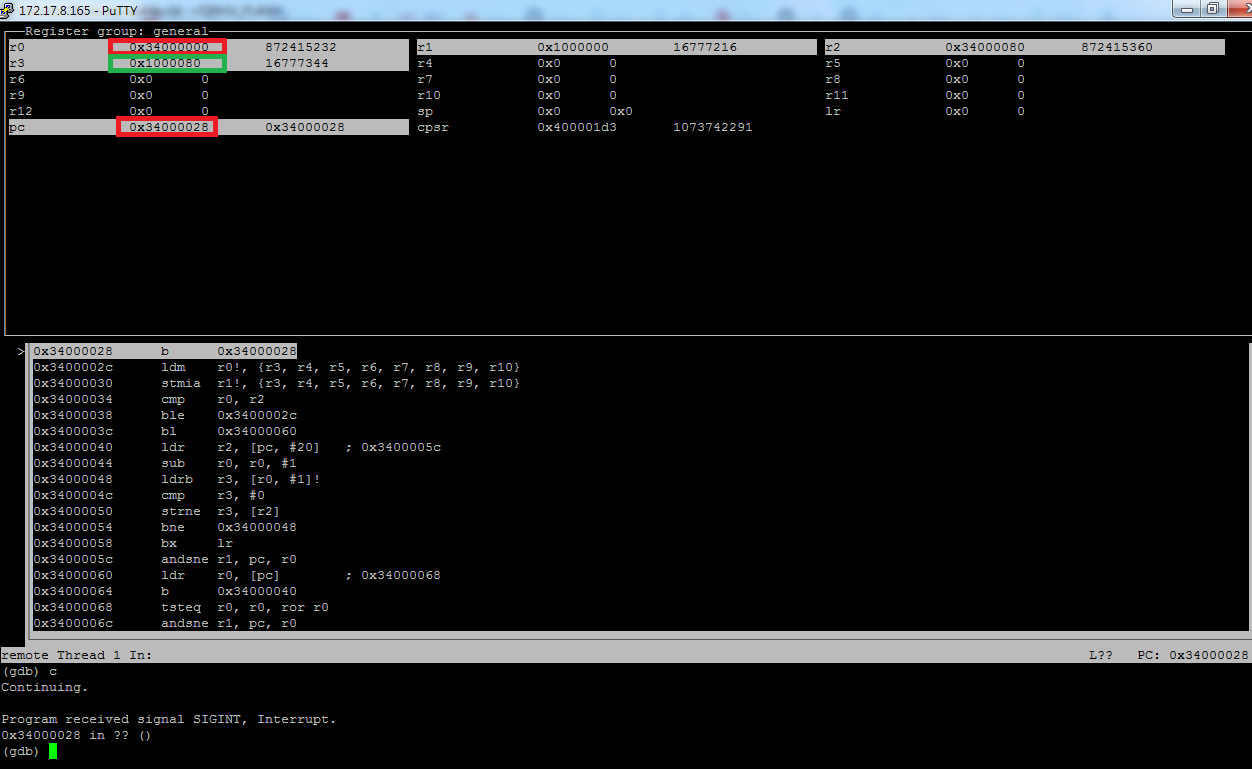 172.17.8.165 - PuTTY
Register group: general
r0 0x34000000 872415232 r1 0x1000000 16777216 r2 0x34000080 872415360
r3 0x1000080 16777344 r4 0x0 0 r5 0x0 0
r6 0x0 0 r7 0x0 0 r8 0x0 0
r9 0x0 0 r10 0x0 0 r11 0x0 0
r12 0x0 0 sp 0x0 0x0 lr 0x0 0
pc 0x34000028 0x34000028 cpsr 0x400001d3 1073742291
>0x34000028 b 0x34000028
0x3400002c ldm r0!, {r3, r4, r5, r6, r7, r8, r9, r10}
0x34000030 stmia r1!, {r3, r4, r5, r6, r7, r8, r9, r10}
0x34000034 cmp r0, r2
0x34000038 ble 0x3400002c
0x3400003c bl 0x34000060
0x34000040 ldr r2, [pc, #20] ; 0x3400005c
0x34000044 sub r0, r0, #1
0x34000048 ldrb r3, [r0, #1]!
0x3400004c cmp r3, #0
0x34000050 strne r3, [r2]
0x34000054 bne 0x34000048
0x34000058 bx lr
0x3400005c andsne r1, pc, r0
0x34000060 ldr r0, [pc] ; 0x34000068
0x34000064 b 0x34000040
0x34000068 tsteq r0, r0, ror r0
0x3400006c andsne r1, pc, r0
remote Thread 1 In: L?? PC: 0x34000028
(gdb) c
Continuing.
Program received signal SIGINT, Interrupt.
0x34000028 in ?? ()
(gdb)